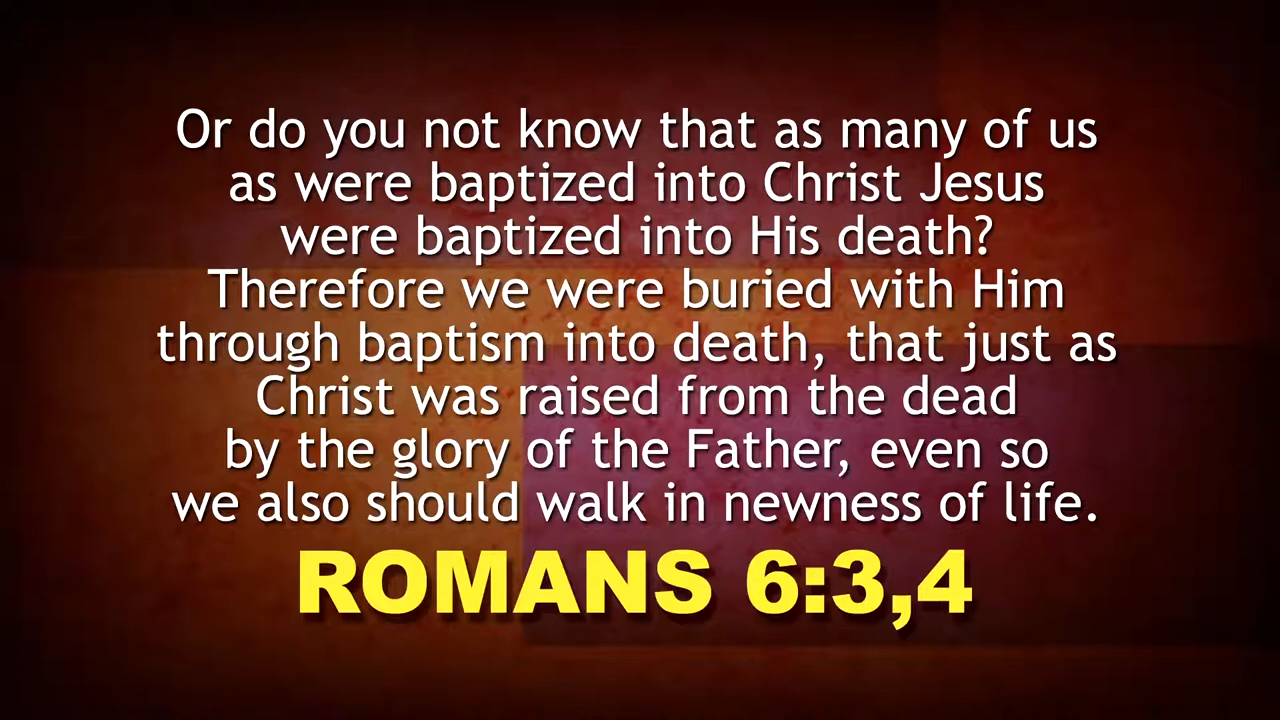 Or do you not know that as many of us
as were baptized into Christ Jesus
were baptized into His death?
Therefore we were buried with Him
through baptism into death, that just as
Christ was raised from the dead
by the glory of the Father, even so
we also should walk in newness of life.
ROMANS 6:3,4